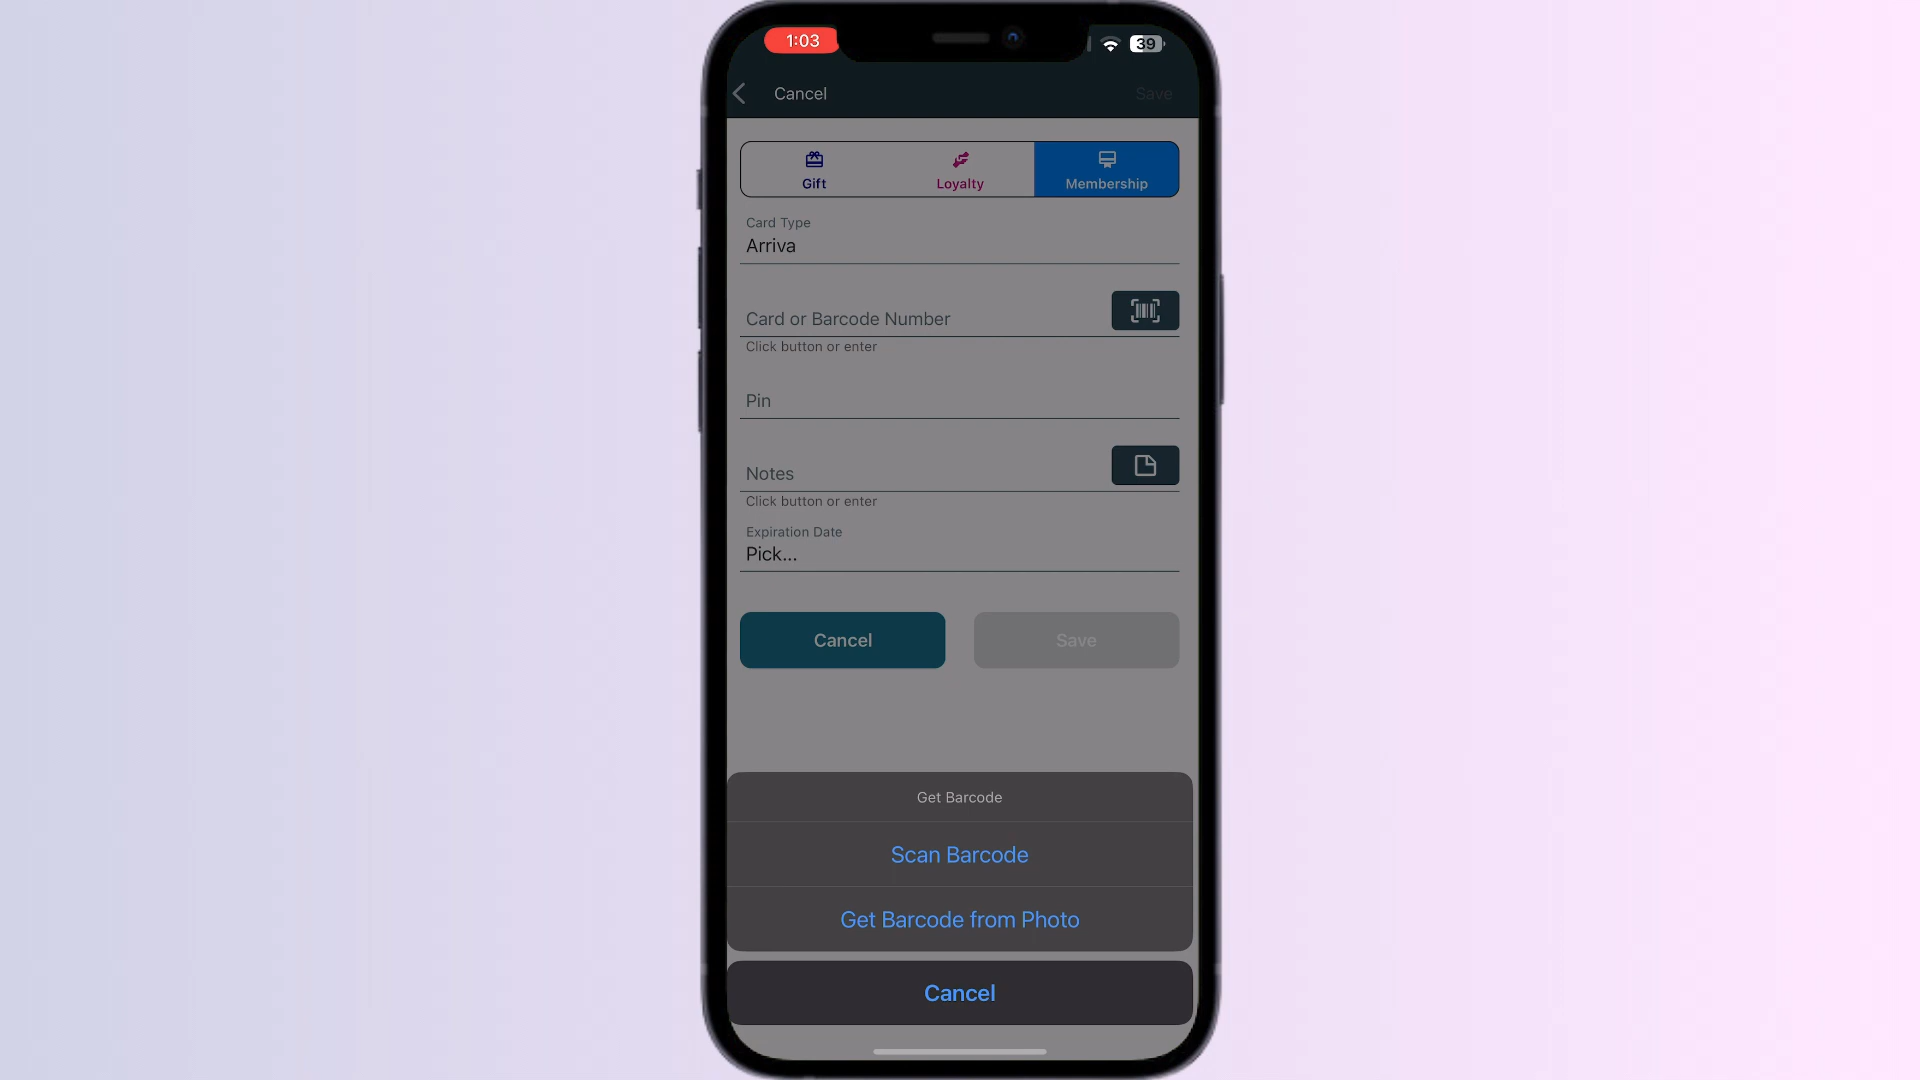 1:03
39
Cancel
Save
Gift
Loyalty
Membership
Card Type
Arriva
Card or Barcode Number
Click button or enter
Pin
Notes
Click button or enter
Expiration Date
Pick...
Cancel
Save
Get Barcode
Scan Barcode
Get Barcode from Photo
Cancel